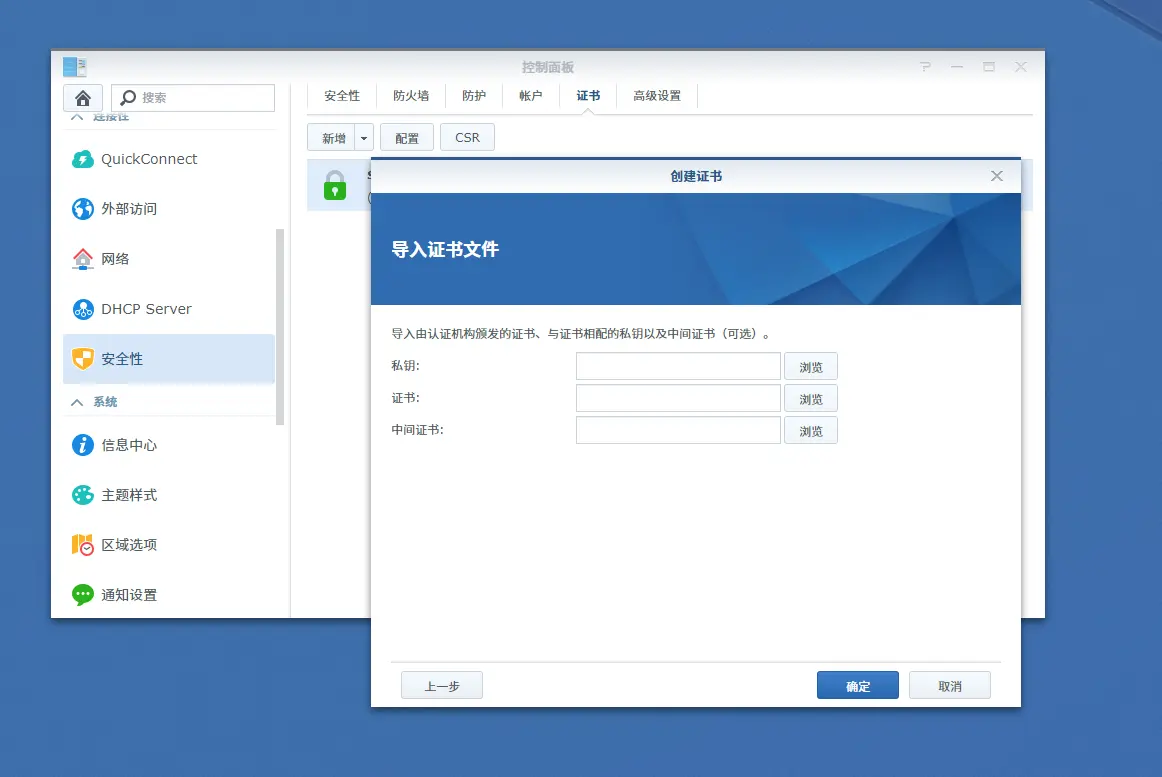 控制面板
搜索
连接性
QuickConnect
外部访问
网络
DHCP Server
安全性
系统
信息中心
主题样式
区域选项
通知设置
安全性 防火墙 防护 帐户 证书 高级设置
新增 配置 CSR
创建证书
导入证书文件
导入由认证机构颁发的证书、与证书相配的私钥以及中间证书（可选）。
私钥: 浏览
证书: 浏览
中间证书: 浏览
上一步 确定 取消